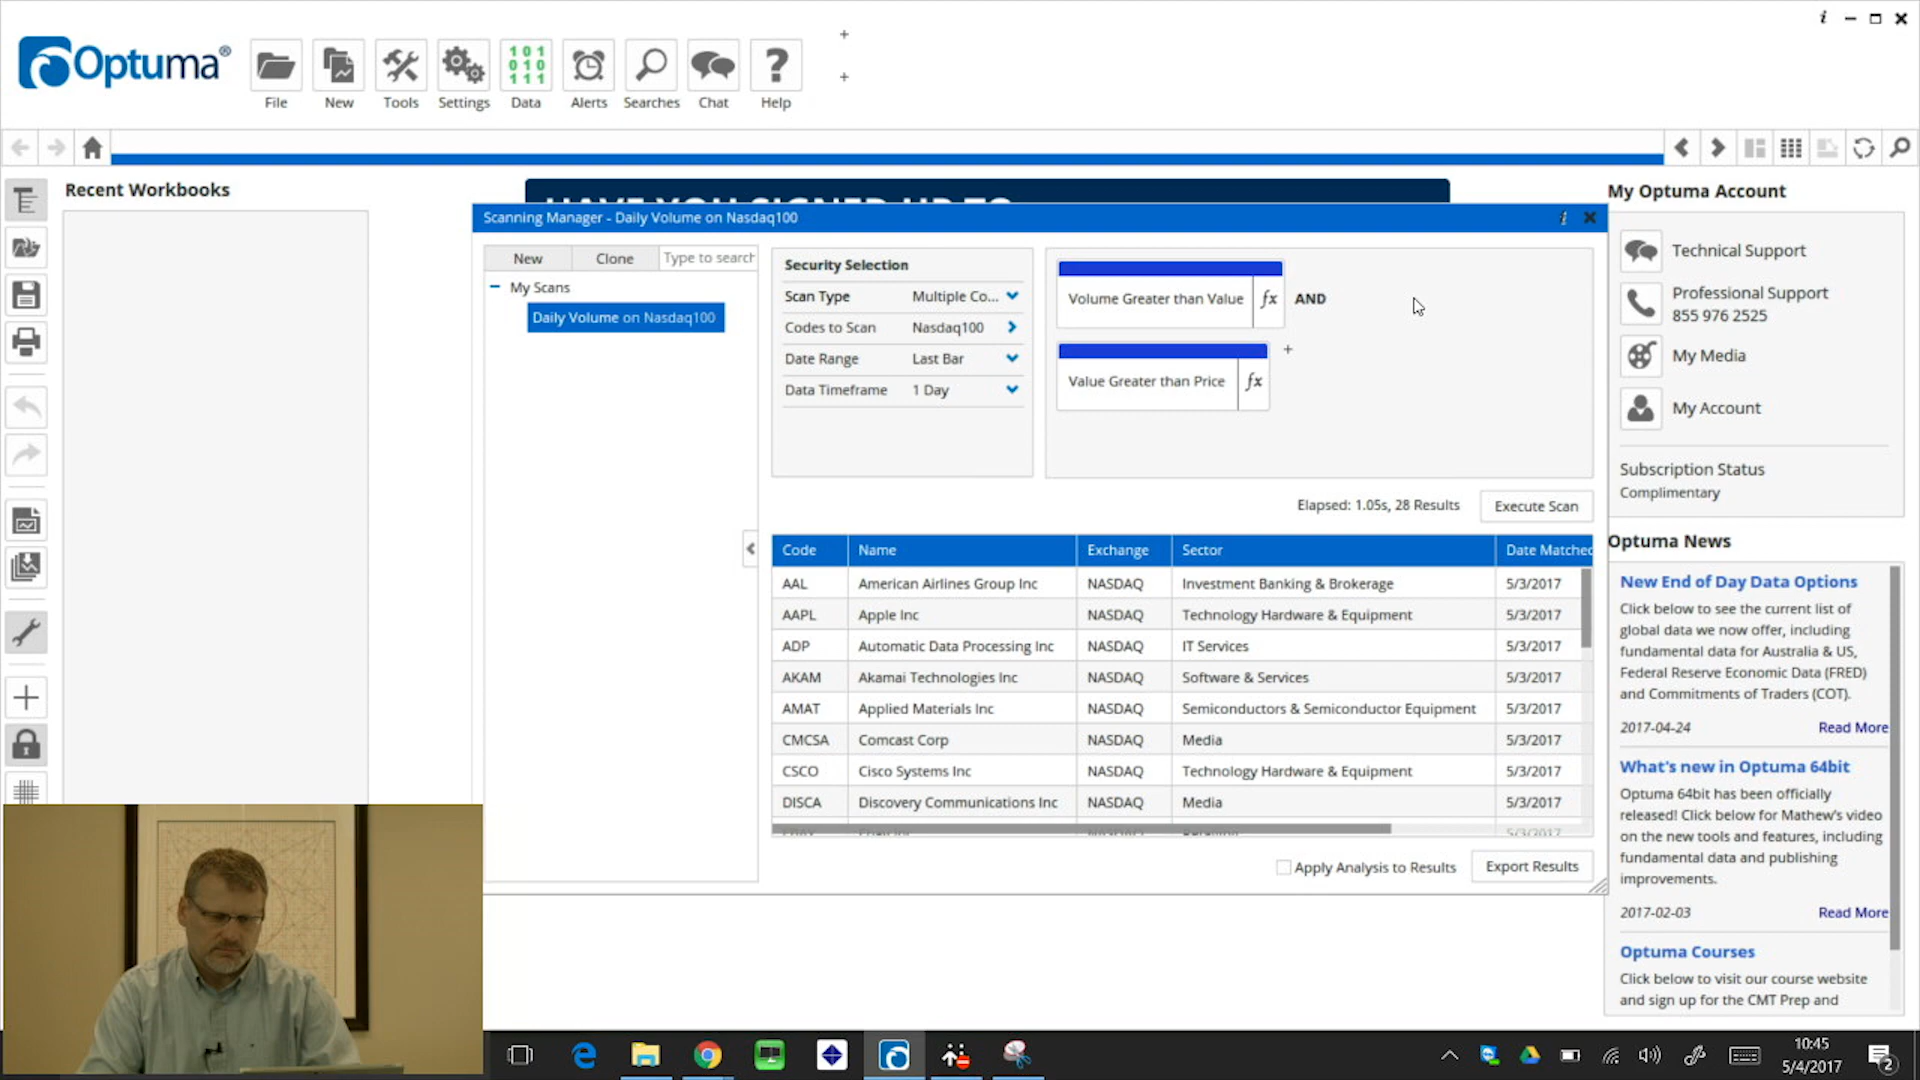 Optuma®
File
New
Tools
Settings
Data
Alerts
Searches
Chat
Help
Recent Workbooks
Scanning Manager - Daily Volume on Nasdaq100
New
Clone
Type to search
My Scans
Daily Volume on Nasdaq100
Security Selection
Scan Type Multiple Co...
Codes to Scan Nasdaq100
Date Range Last Bar
Data Timeframe 1 Day
Volume Greater than Value fx AND
Value Greater than Price fx
Elapsed: 1.05s, 28 Results
Execute Scan
Code Name Exchange Sector Date Matched
AAL American Airlines Group Inc NASDAQ Investment Banking & Brokerage 5/3/2017
AAPL Apple Inc NASDAQ Technology Hardware & Equipment 5/3/2017
ADP Automatic Data Processing Inc NASDAQ IT Services 5/3/2017
AKAM Akamai Technologies Inc NASDAQ Software & Services 5/3/2017
AMAT Applied Materials Inc NASDAQ Semiconductors & Semiconductor Equipment 5/3/2017
CMCSA Comcast Corp NASDAQ Media 5/3/2017
CSCO Cisco Systems Inc NASDAQ Technology Hardware & Equipment 5/3/2017
DISCA Discovery Communications Inc NASDAQ Media 5/3/2017
Apply Analysis to Results
Export Results
My Optuma Account
Technical Support
Professional Support
855 976 2525
My Media
My Account
Subscription Status
Complimentary
Optuma News
New End of Day Data Options
Click below to see the current list of
global data we now offer, including
fundamental data for Australia & US,
Federal Reserve Economic Data (FRED)
and Commitments of Traders (COT).
2017-04-24 Read More
What's new in Optuma 64bit
Optuma 64bit has been officially
released! Click below for Mathew's video
on the new tools and features, including
fundamental data and publishing
improvements.
2017-02-03 Read More
Optuma Courses
Click below to visit our course website
and sign up for the CMT Prep and
10:45
5/4/2017
2